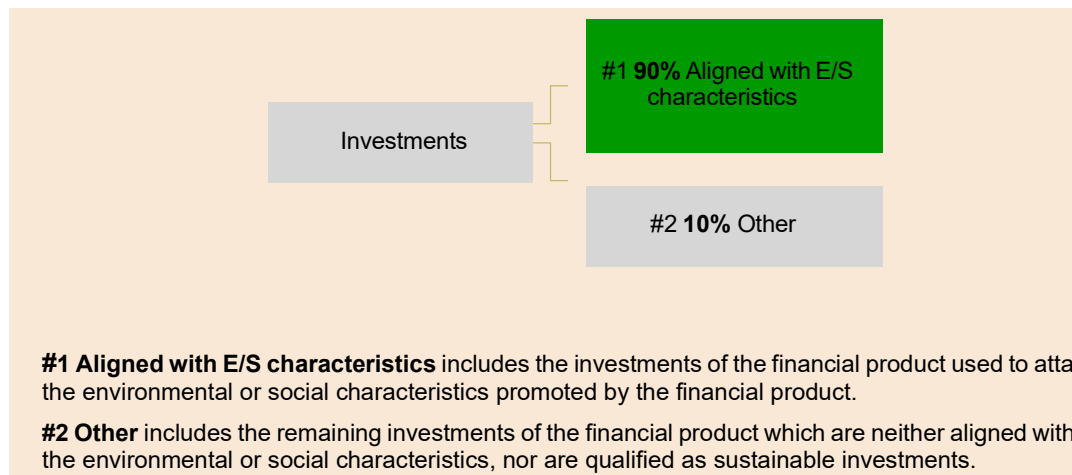 #1 90% Aligned with E/S
characteristics
Investments
#2 10% Other
#1 Aligned with E/S characteristics includes the investments of the financial product used to atta
the environmental or social characteristics promoted by the financial product.
#2 Other includes the remaining investments of the financial product which are neither aligned with
the environmental or social characteristics, nor are qualified as sustainable investments.